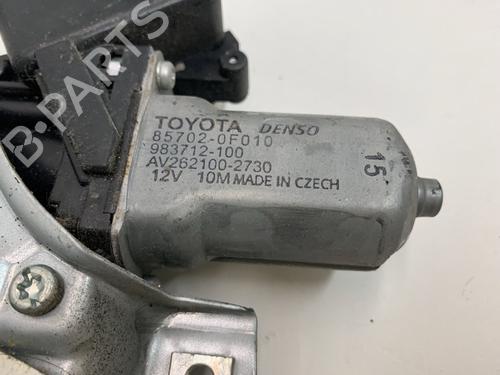 TOYOTA DENSO
85702-0F010
983712-100
AV262100-2730
12V 10M MADE IN CZECH
15
B-PARTS